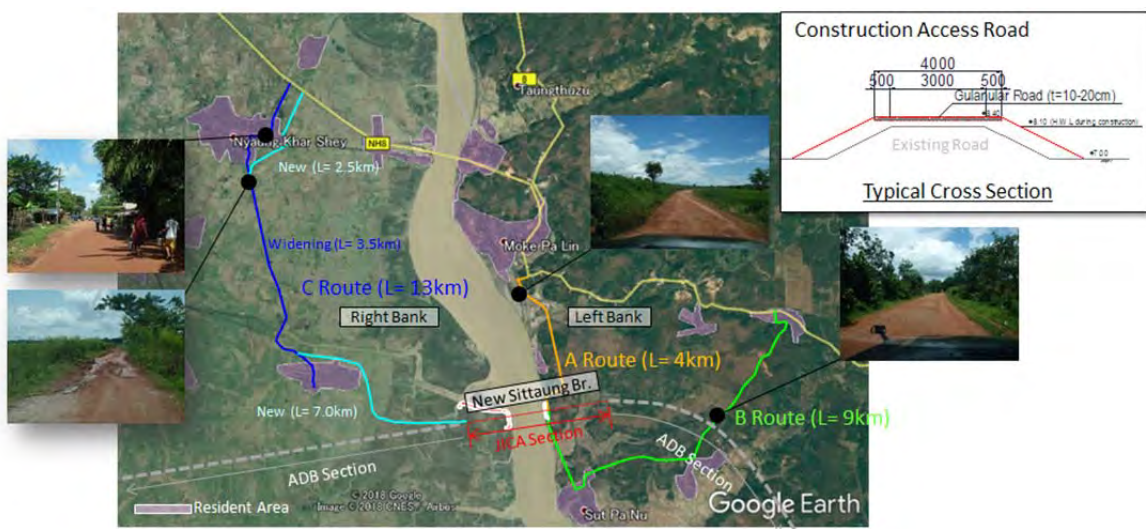 Construction Access Road
4000
500 3000 500
Gulanular Road (t=10-20cm)
Existing Road
Typical Cross Section
8
Taungthuzu
Nyaung Khar Shey
NH8
New (L= 2.5km)
Moke Pa Lin
Widening (L= 3.5km)
C Route (L= 13km)
Right Bank
Left Bank
A Route (L= 4km)
New Sittaung Br.
New (L= 7.0km)
JICA Section
B Route (L= 9km)
ADB Section
ADB Section
© 2018 Google
Image © 2018 CNES / Airbus
Resident Area
Sut Pa Nu
Google Earth